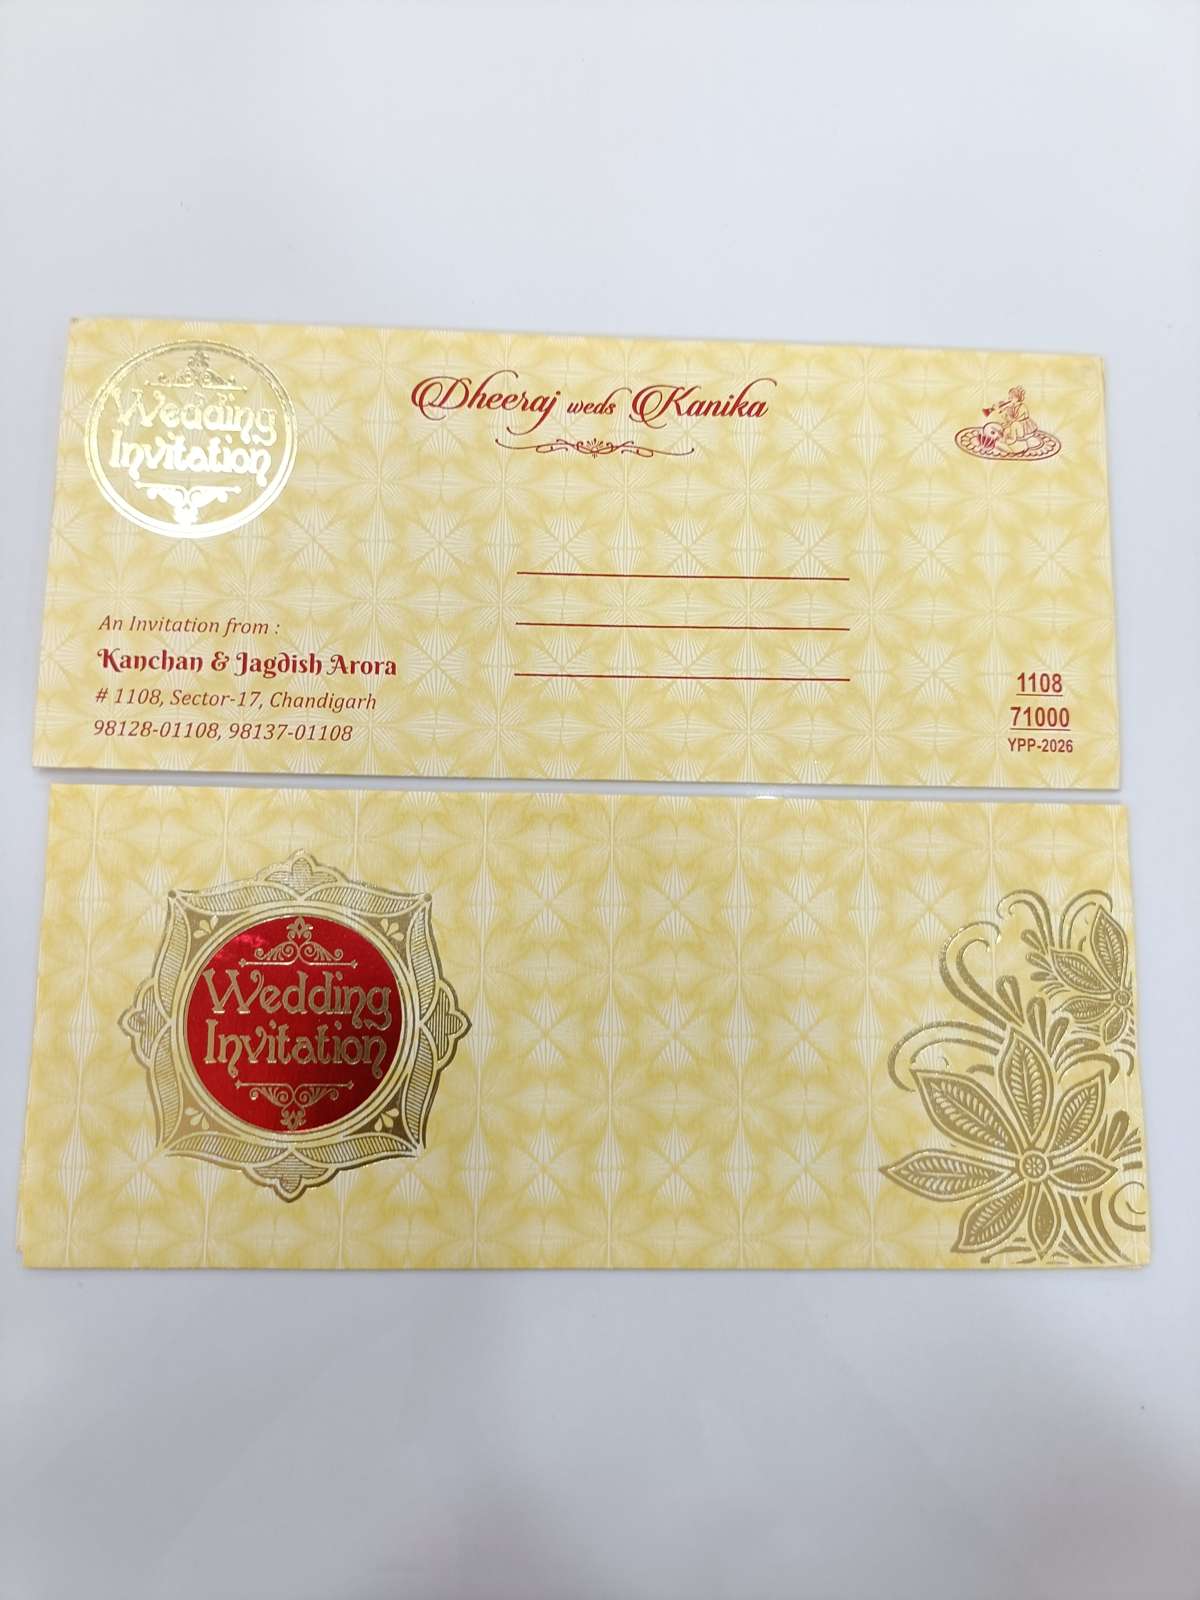 Wedding
Invitation
Dheeraj weds Kanika
An Invitation from :
Kanchan & Jagdish Arora
# 1108, Sector-17, Chandigarh
98128-01108, 98137-01108
1108
71000
YPP-2026
Wedding
Invitation